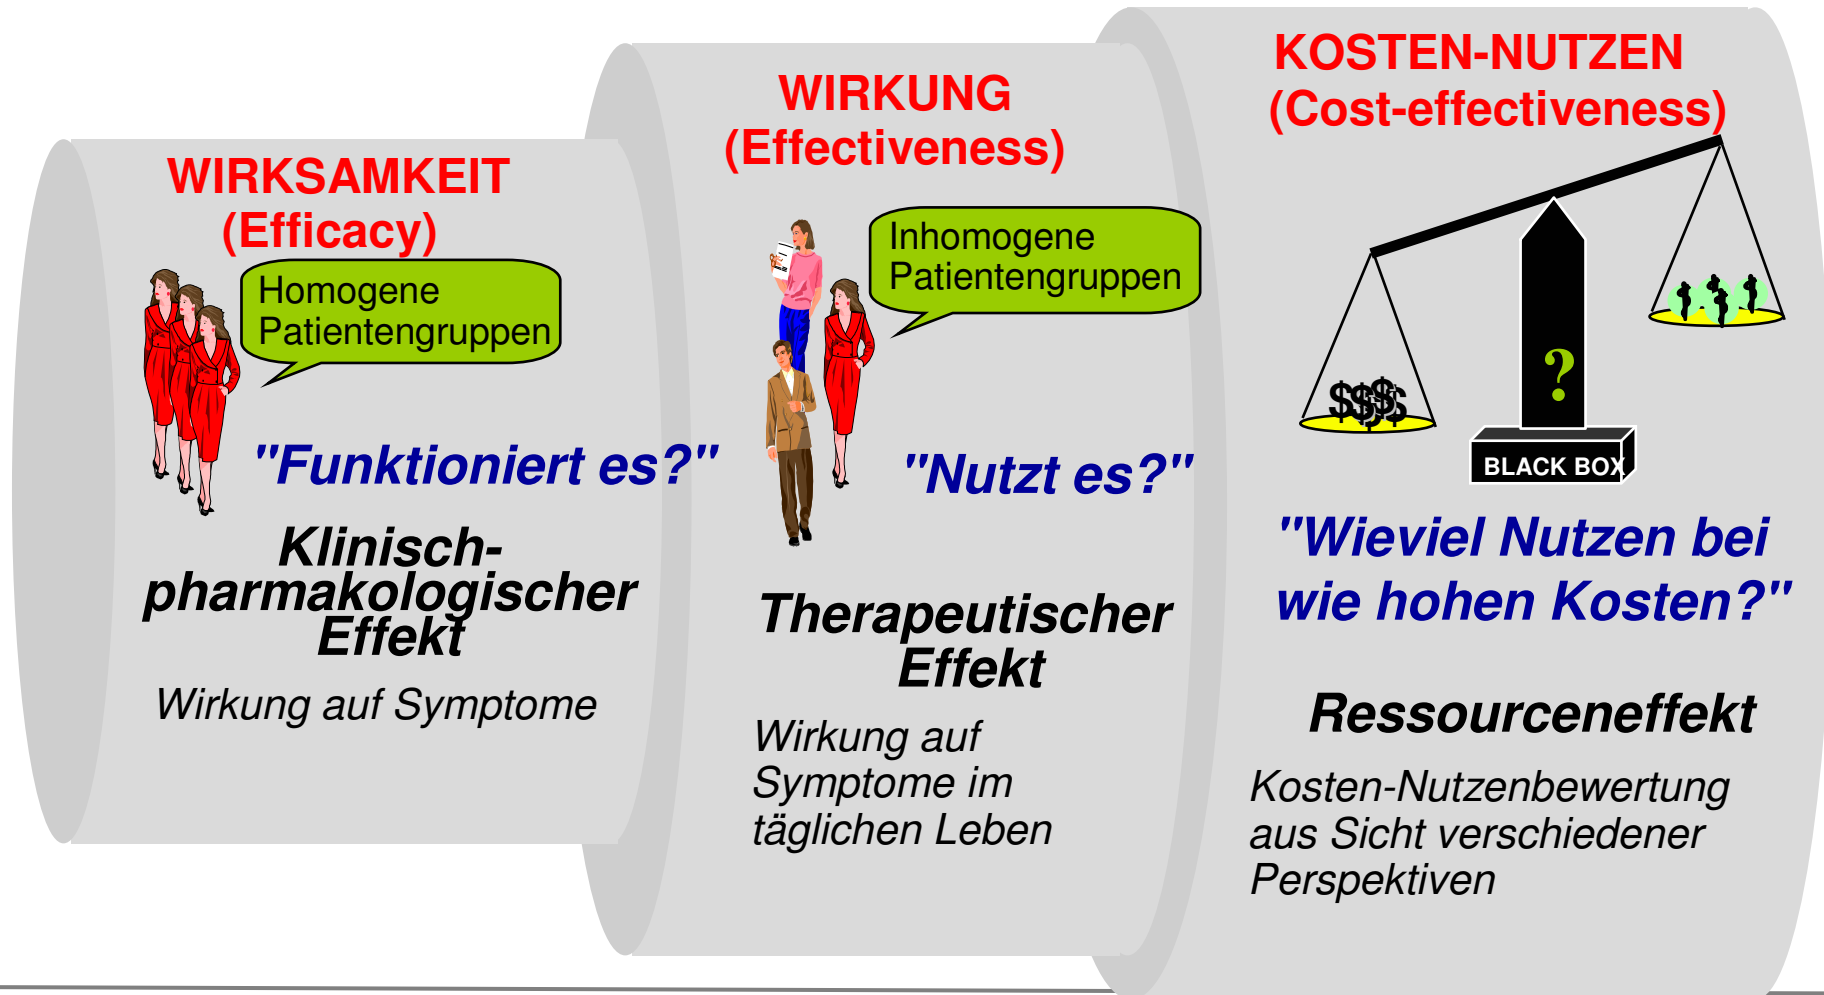 WIRKSAMKEIT
(Efficacy)
Homogene
Patientengruppen
"Funktioniert es?"
Klinisch-
pharmakologischer
Effekt
Wirkung auf Symptome
WIRKUNG
(Effectiveness)
Inhomogene
Patientengruppen
"Nutzt es?"
Therapeutischer
Effekt
Wirkung auf
Symptome im
täglichen Leben
KOSTEN-NUTZEN
(Cost-effectiveness)
?
$$$$
BLACK BOX
"Wieviel Nutzen bei
wie hohen Kosten?"
Ressourceneffekt
Kosten-Nutzenbewertung
aus Sicht verschiedener
Perspektiven